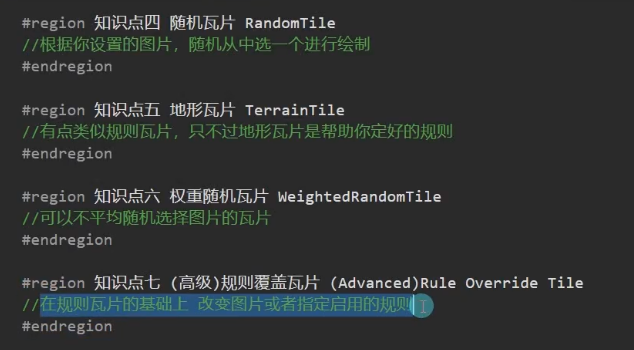 #region 知识点四 随机瓦片 RandomTile
//根据你设置的图片，随机从中选一个进行绘制
#endregion
#region 知识点五 地形瓦片 TerrainTile
//有点类似规则瓦片，只不过地形瓦片是帮助你定好的规则
#endregion
#region 知识点六 权重随机瓦片 WeightedRandomTile
//可以不平均随机选择图片的瓦片
#endregion
#region 知识点七 (高级)规则覆盖瓦片 (Advanced)Rule Override Tile
//在规则瓦片的基础上 改变图片或者指定启用的规则
#endregion